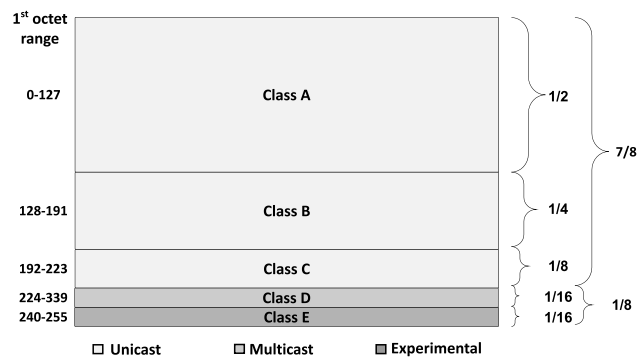 1st octet
range
0-127
Class A
1/2
7/8
128-191
Class B
1/4
192-223
Class C
1/8
224-339
Class D
1/16
1/8
240-255
Class E
1/16
Unicast
Multicast
Experimental